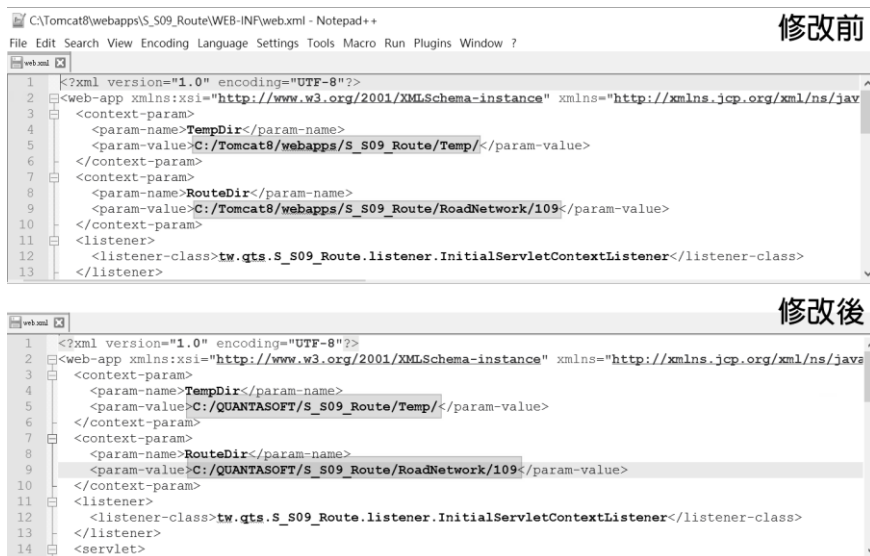 C:\Tomcat8\webapps\S_S09_Route\WEB-INF\web.xml - Notepad++
修改前
File Edit Search View Encoding Language Settings Tools Macro Run Plugins Window ?
web.xml
1 <?xml version="1.0" encoding="UTF-8"?>
2 <web-app xmlns:xsi="http://www.w3.org/2001/XMLSchema-instance" xmlns="http://xmlns.jcp.org/xml/ns/jav
3 <context-param>
4 <param-name>TempDir</param-name>
5 <param-value>C:/Tomcat8/webapps/S_S09_Route/Temp/</param-value>
6 </context-param>
7 <context-param>
8 <param-name>RouteDir</param-name>
9 <param-value>C:/Tomcat8/webapps/S_S09_Route/RoadNetwork/109</param-value>
10 </context-param>
11 <listener>
12 <listener-class>tw.qts.S_S09_Route.listener.InitialServletContextListener</listener-class>
13 </listener>
修改後
web.xml
1 <?xml version="1.0" encoding="UTF-8"?>
2 <web-app xmlns:xsi="http://www.w3.org/2001/XMLSchema-instance" xmlns="http://xmlns.jcp.org/xml/ns/java
3 <context-param>
4 <param-name>TempDir</param-name>
5 <param-value>C:/QUANTASOFT/S_S09_Route/Temp/</param-value>
6 </context-param>
7 <context-param>
8 <param-name>RouteDir</param-name>
9 <param-value>C:/QUANTASOFT/S_S09_Route/RoadNetwork/109</param-value>
10 </context-param>
11 <listener>
12 <listener-class>tw.qts.S_S09_Route.listener.InitialServletContextListener</listener-class>
13 </listener>
14 <servlet>